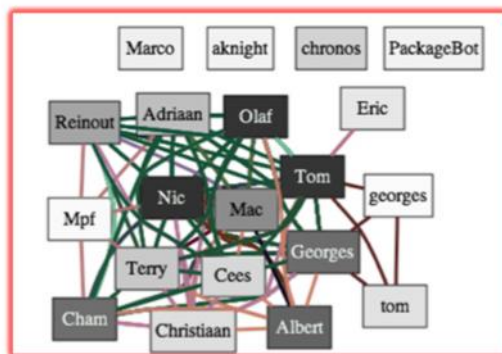 Marco aknight chronos PackageBot
Reinout Adriaan Olaf Eric
Nic Mac Tom georges
Mpf
Terry Cees Georges
Cham Christiaan Albert tom